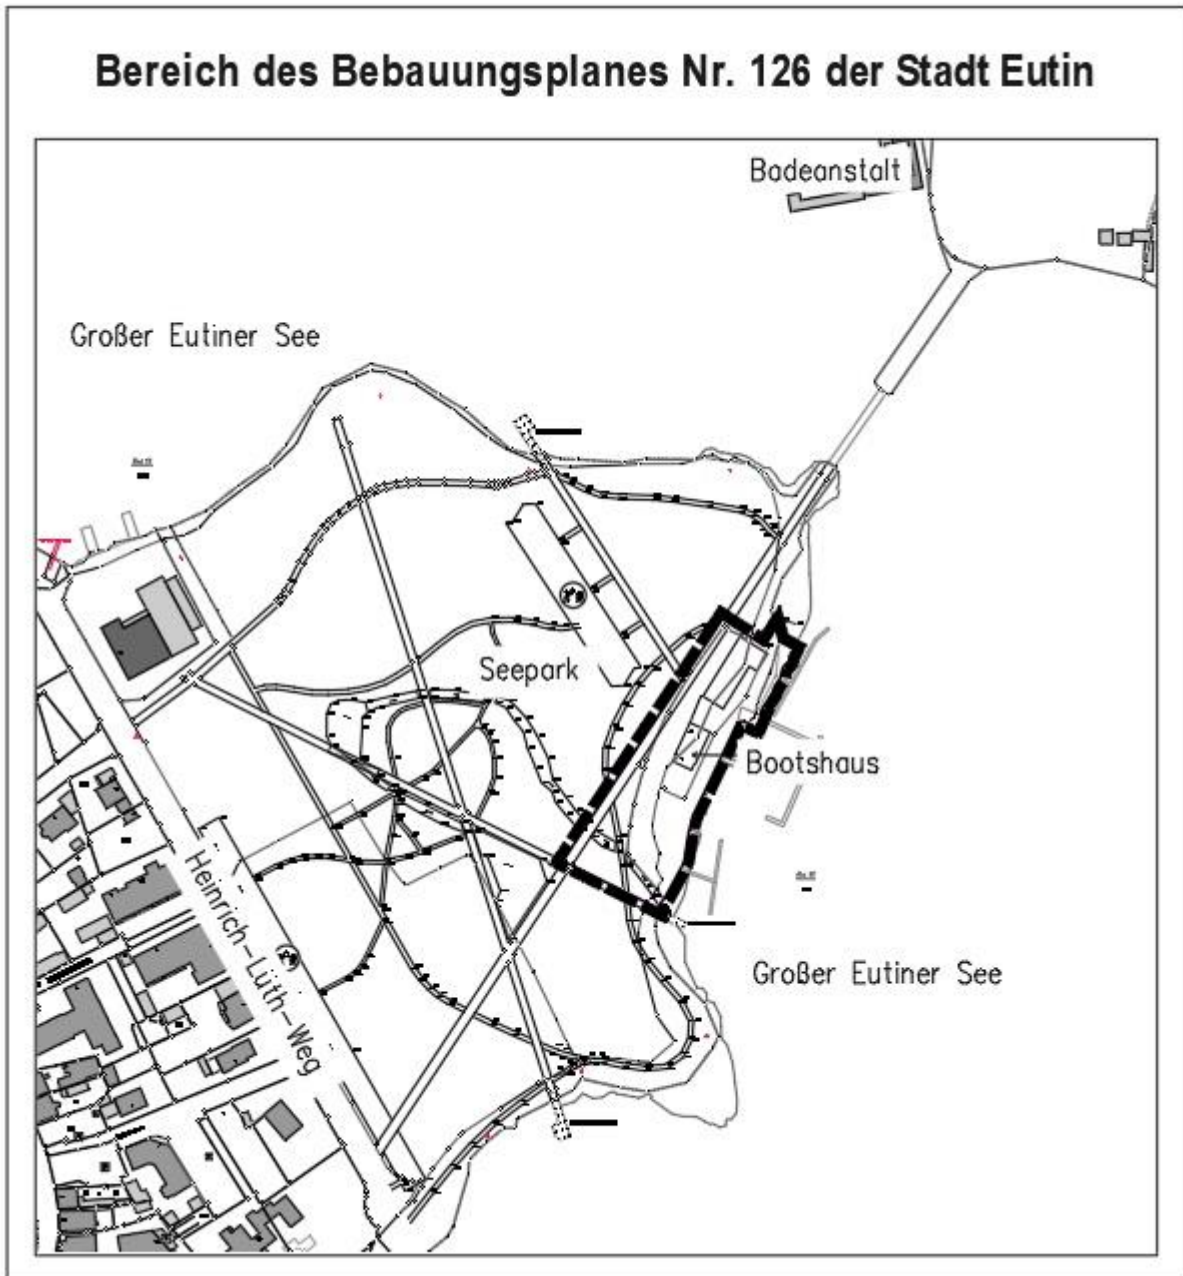 Bereich des Bebauungsplanes Nr. 126 der Stadt Eutin
Badeanstalt
Großer Eutiner See
Seepark
Bootshaus
Heinrich-Lüth-Weg
Großer Eutiner See